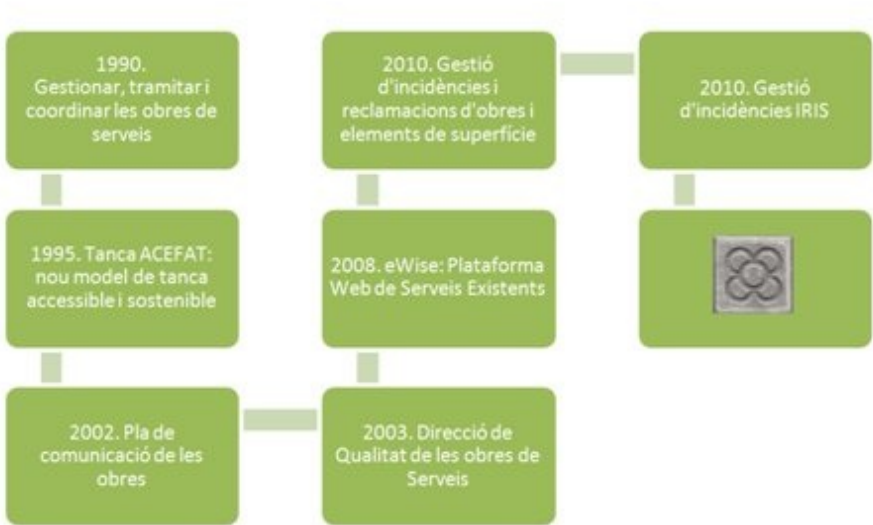 1990.
Gestionar, tramitar i
coordinar les obres de
serveis
1995. Tanca ACEFAT:
nou model de tanca
accessible i sostenible
2002. Pla de
comunicació de les
obres
2003. Direcció de
Qualitat de les obres de
Serveis
2008. eWise: Plataforma
Web de Serveis Existents
2010. Gestió
d'incidències i
reclamacions d'obres i
elements de superfície
2010. Gestió
d'incidències IRIS